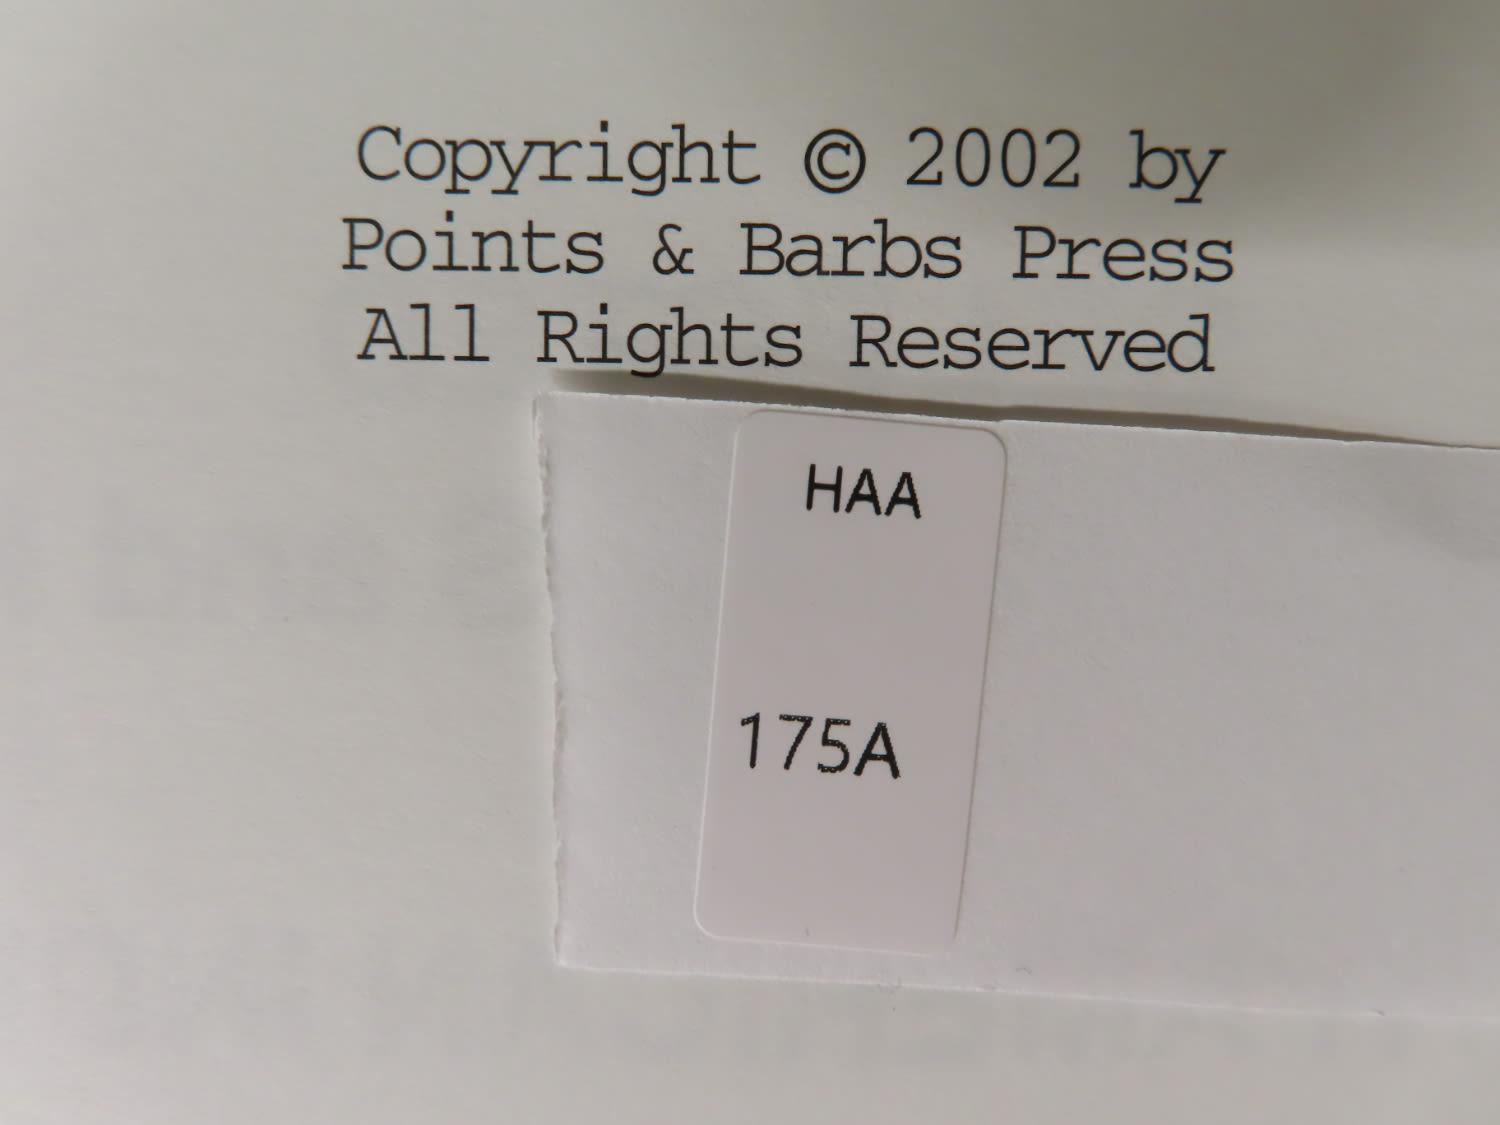 Copyright © 2002 by
Points & Barbs Press
All Rights Reserved
HAA
175A